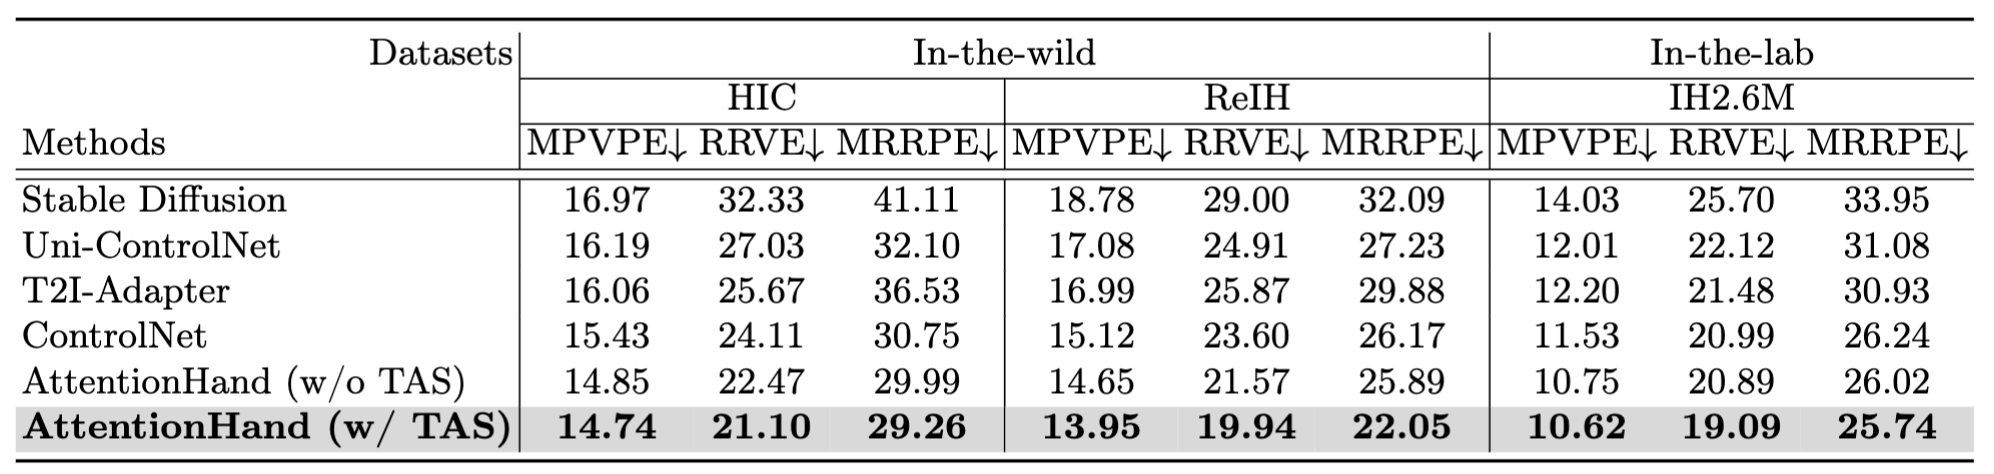 Datasets In-the-wild In-the-lab
HIC ReIH IH2.6M
Methods MPVPE↓ RRVE↓ MRRPE↓ MPVPE↓ RRVE↓ MRRPE↓ MPVPE↓ RRVE↓ MRRPE↓
Stable Diffusion 16.97 32.33 41.11 18.78 29.00 32.09 14.03 25.70 33.95
Uni-ControlNet 16.19 27.03 32.10 17.08 24.91 27.23 12.01 22.12 31.08
T2I-Adapter 16.06 25.67 36.53 16.99 25.87 29.88 12.20 21.48 30.93
ControlNet 15.43 24.11 30.75 15.12 23.60 26.17 11.53 20.99 26.24
AttentionHand (w/o TAS) 14.85 22.47 29.99 14.65 21.57 25.89 10.75 20.89 26.02
AttentionHand (w/ TAS) 14.74 21.10 29.26 13.95 19.94 22.05 10.62 19.09 25.74